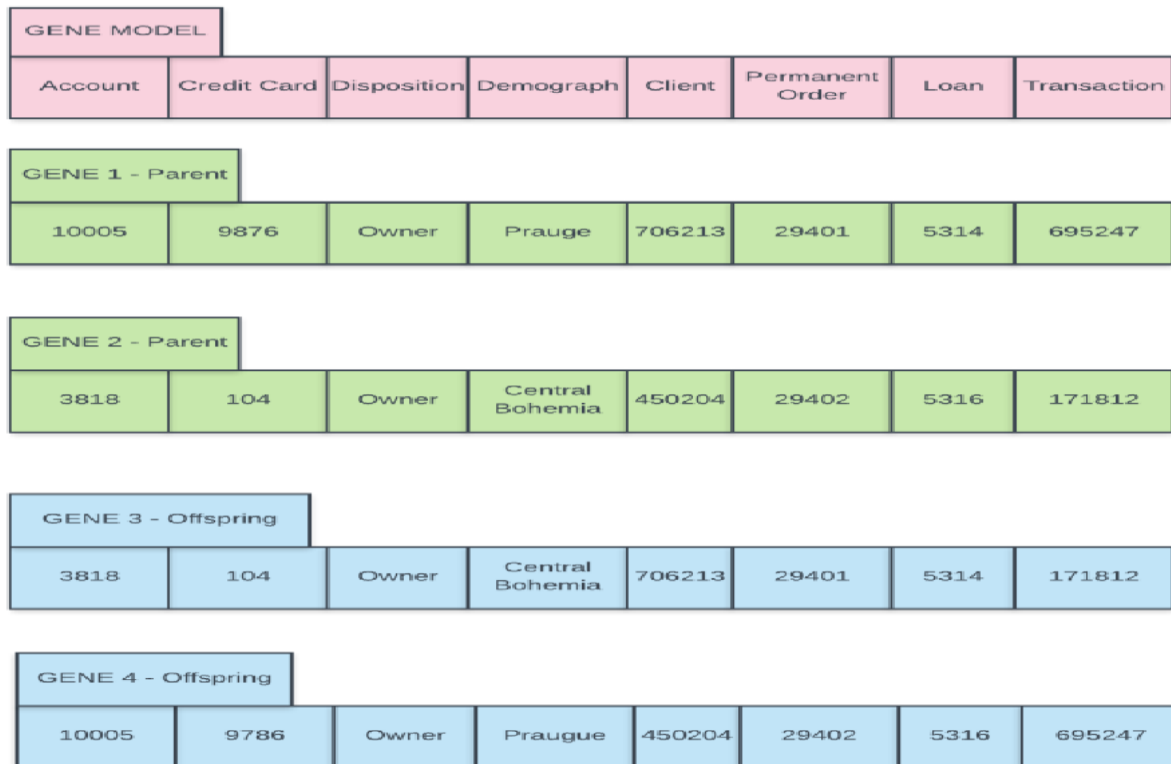 GENE MODEL
Account Credit Card Disposition Demograph Client Permanent Order Loan Transaction
GENE 1 - Parent
10005 9876 Owner Prauge 706213 29401 5314 695247
GENE 2 - Parent
3818 104 Owner Central Bohemia 450204 29402 5316 171812
GENE 3 - Offspring
3818 104 Owner Central Bohemia 706213 29401 5314 171812
GENE 4 - Offspring
10005 9786 Owner Praugue 450204 29402 5316 695247